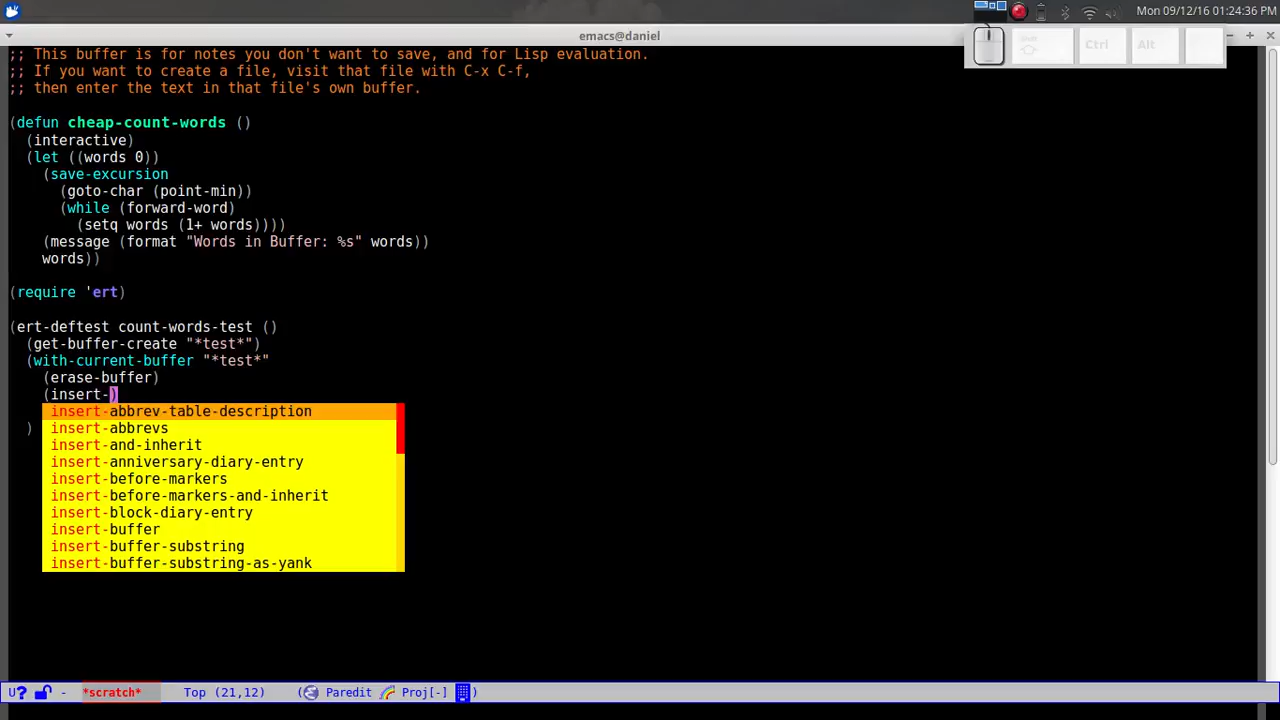 Mon 09/12/16 01:24:36 PM
emacs@daniel
Shift
Ctrl
Alt
;; This buffer is for notes you don't want to save, and for Lisp evaluation.
;; If you want to create a file, visit that file with C-x C-f,
;; then enter the text in that file's own buffer.
(defun cheap-count-words ()
  (interactive)
  (let ((words 0))
    (save-excursion
      (goto-char (point-min))
      (while (forward-word)
        (setq words (1+ words))))
    (message (format "Words in Buffer: %s" words))
    words))
(require 'ert)
(ert-deftest count-words-test ()
  (get-buffer-create "*test*")
  (with-current-buffer "*test*"
    (erase-buffer)
    (insert-)
insert-abbrev-table-description
  ) insert-abbrevs
insert-and-inherit
insert-anniversary-diary-entry
insert-before-markers
insert-before-markers-and-inherit
insert-block-diary-entry
insert-buffer
insert-buffer-substring
insert-buffer-substring-as-yank
U? - *scratch* Top (21,12) ( Paredit Proj[-] )